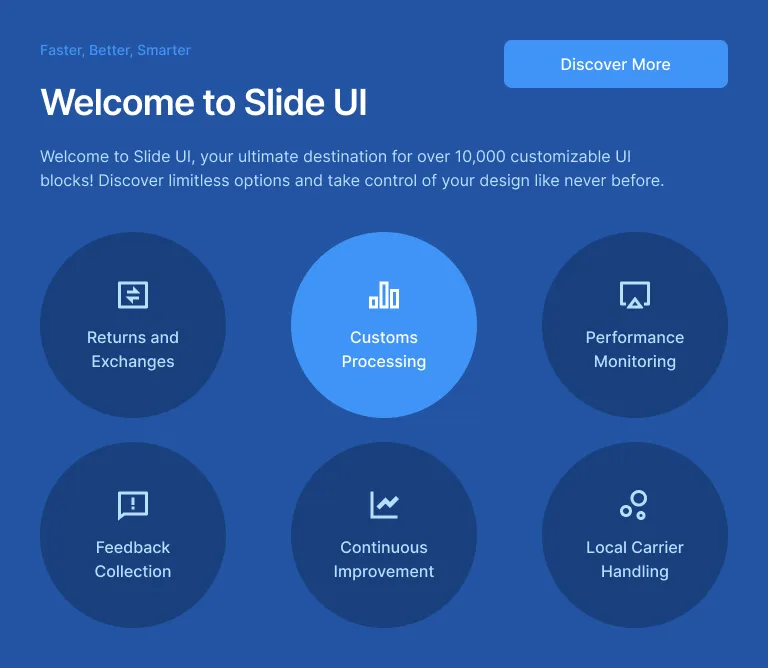 Faster, Better, Smarter
Discover More
Welcome to Slide UI
Welcome to Slide UI, your ultimate destination for over 10,000 customizable UI
blocks! Discover limitless options and take control of your design like never before.
Returns and
Exchanges
Customs
Processing
Performance
Monitoring
Feedback
Collection
Continuous
Improvement
Local Carrier
Handling